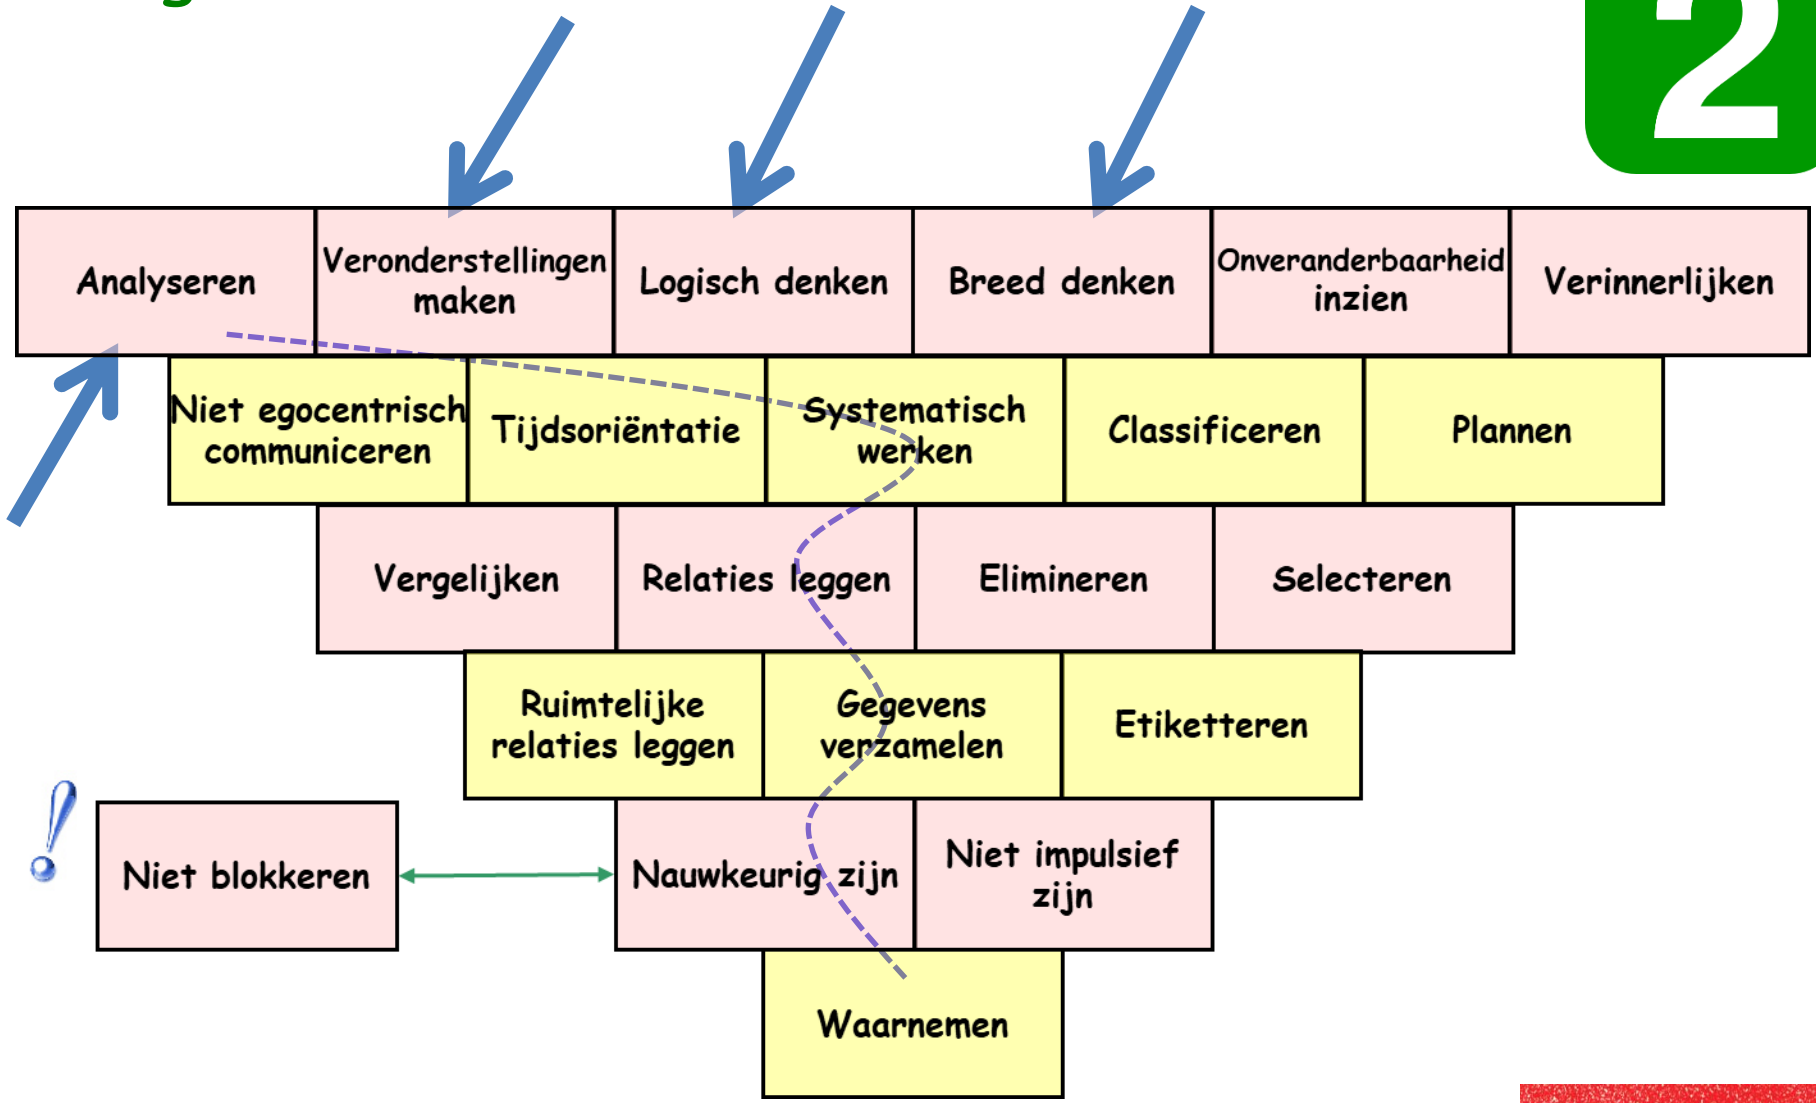 g
2
Analyseren
Veronderstellingen
maken
Logisch denken
Breed denken
Onveranderbaarheid
inzien
Verinnerlijken
Niet egocentrisch
communiceren
Tijdsoriëntatie
Systematisch
werken
Classificeren
Plannen
Vergelijken
Relaties leggen
Elimineren
Selecteren
Ruimtelijke
relaties leggen
Gegevens
verzamelen
Etiketteren
!
Niet blokkeren
Nauwkeurig zijn
Niet impulsief
zijn
Waarnemen